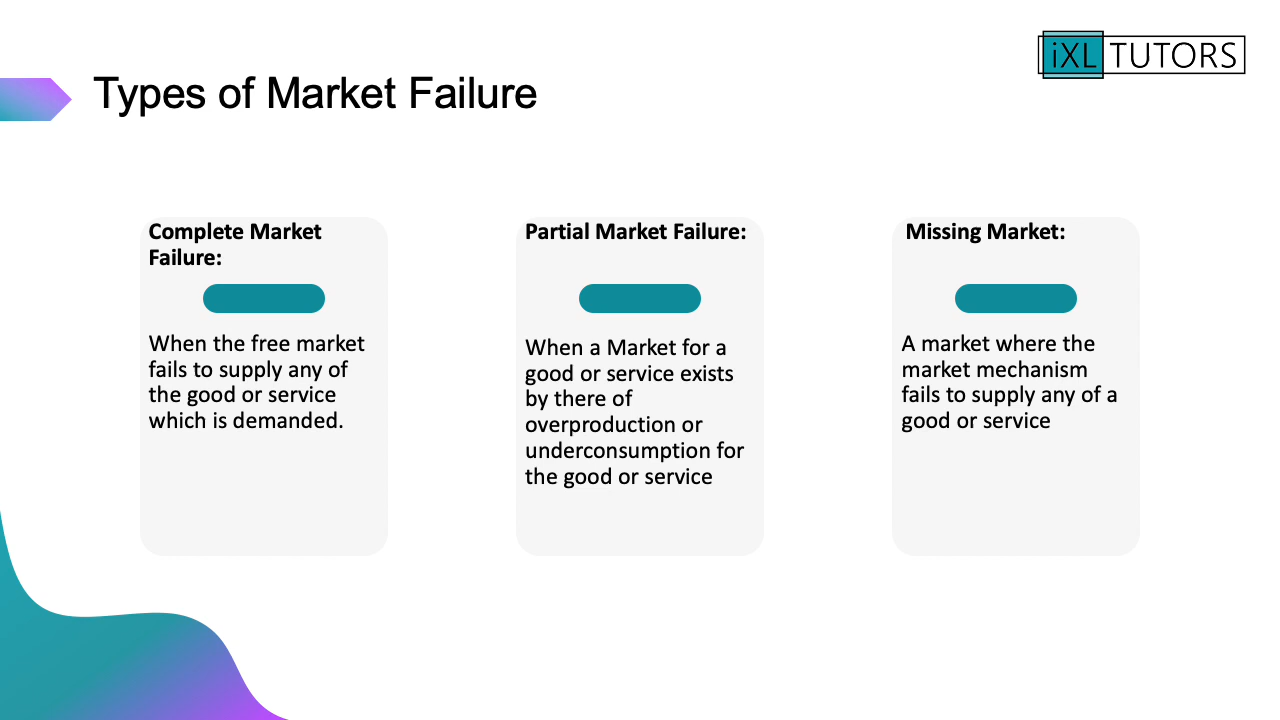 iXL TUTORS
Types of Market Failure
Complete Market
Failure:
When the free market
fails to supply any of
the good or service
which is demanded.
Partial Market Failure:
When a Market for a
good or service exists
by there of
overproduction or
underconsumption for
the good or service
Missing Market:
A market where the
market mechanism
fails to supply any of a
good or service